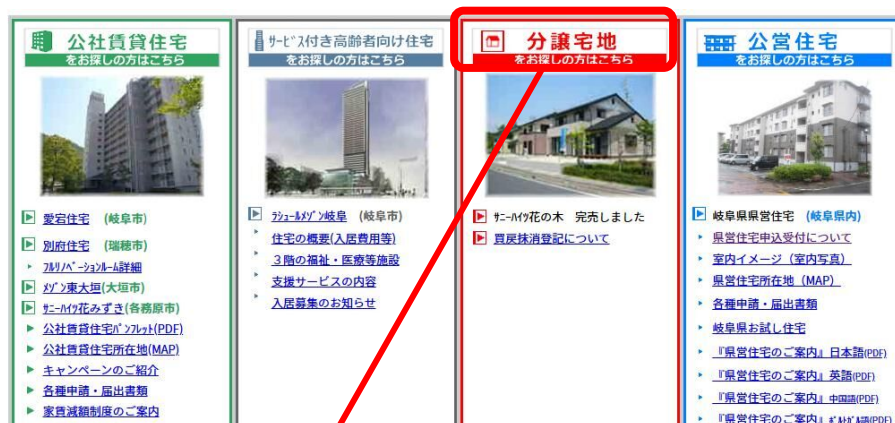 公社賃貸住宅
をお探しの方はこちら
愛宕住宅 (岐阜市)
別府住宅 (瑞穂市)
フルリノベーションルーム詳細
メゾン東大垣(大垣市)
サニーハイツ花みずき(各務原市)
公社賃貸住宅パンフレット(PDF)
公社賃貸住宅所在地(MAP)
キャンペーンのご紹介
各種申請・届出書類
家賃減額制度のご案内
サービス付き高齢者向け住宅
をお探しの方はこちら
ラシュールメゾン岐阜 (岐阜市)
住宅の概要(入居費用等)
3階の福祉・医療等施設
支援サービスの内容
入居募集のお知らせ
分譲宅地
をお探しの方はこちら
サニーハイツ花の木 完売しました
買戻抹消登記について
公営住宅
をお探しの方はこちら
岐阜県県営住宅 (岐阜県内)
県営住宅申込受付について
室内イメージ(室内写真)
県営住宅所在地(MAP)
各種申請・届出書類
岐阜県お試し住宅
『県営住宅のご案内』日本語(PDF)
『県営住宅のご案内』英語(PDF)
『県営住宅のご案内』中国語(PDF)
『県営住宅のご案内』ポルトガル語(PDF)